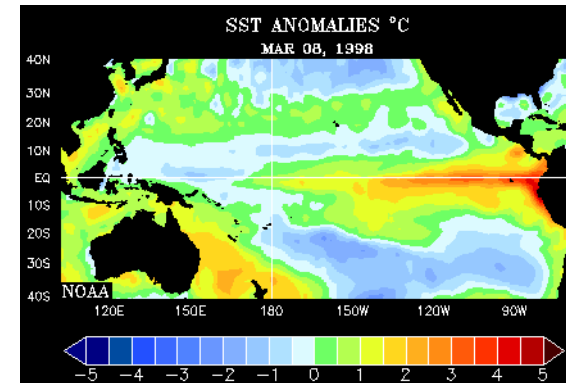 SST ANOMALIES °C
MAR 08, 1998
40N
30N
20N
10N
EQ
10S
20S
30S
40S
NOAA
120E 150E 180 150W 120W 90W
-5 -4 -3 -2 -1 0 1 2 3 4 5